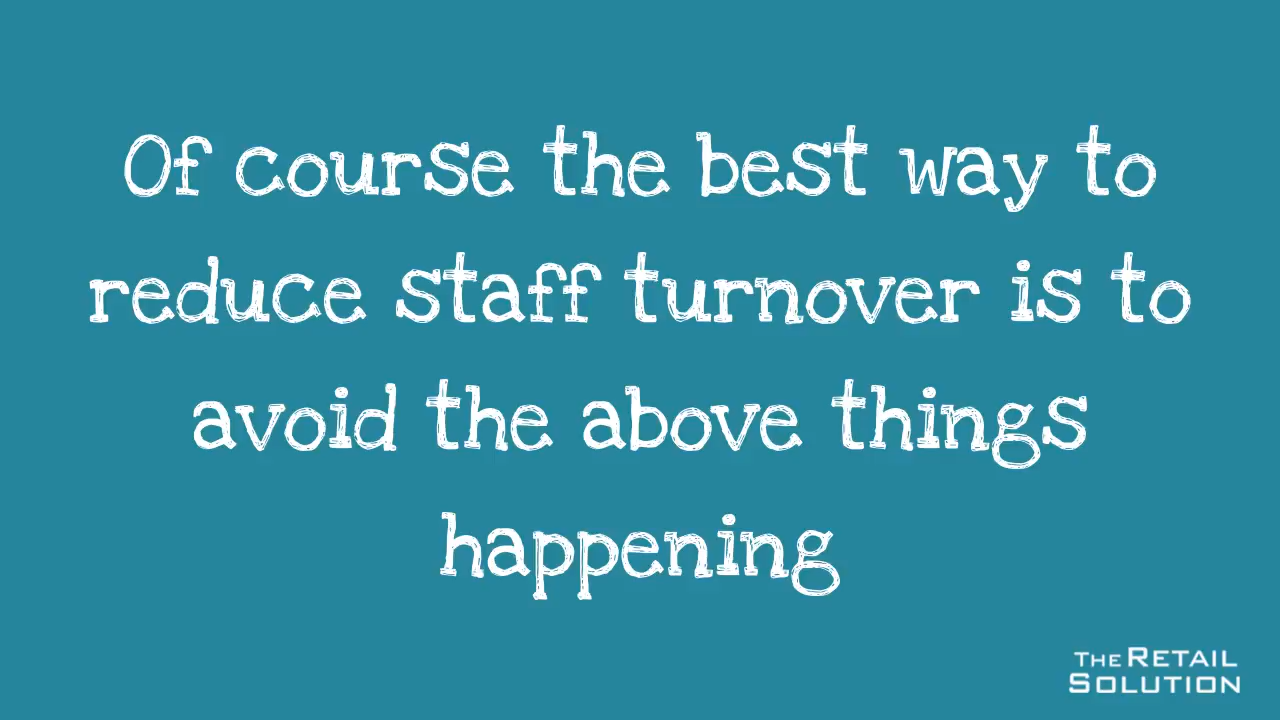 Of course the best way to
reduce staff turnover is to
avoid the above things
happening
THE RETAIL
SOLUTION